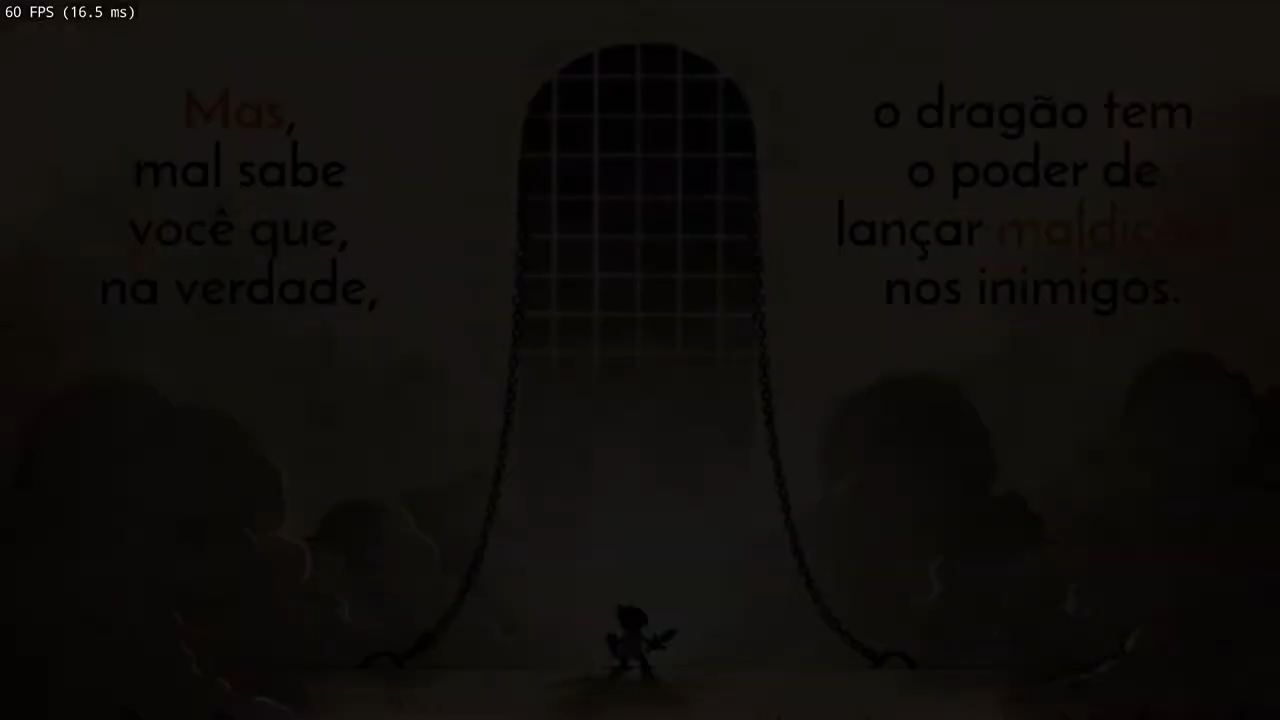 60 FPS (16.5 ms)
Mas,
mal sabe
você que,
na verdade,
o dragão tem
o poder de
lançar maldições
nos inimigos.